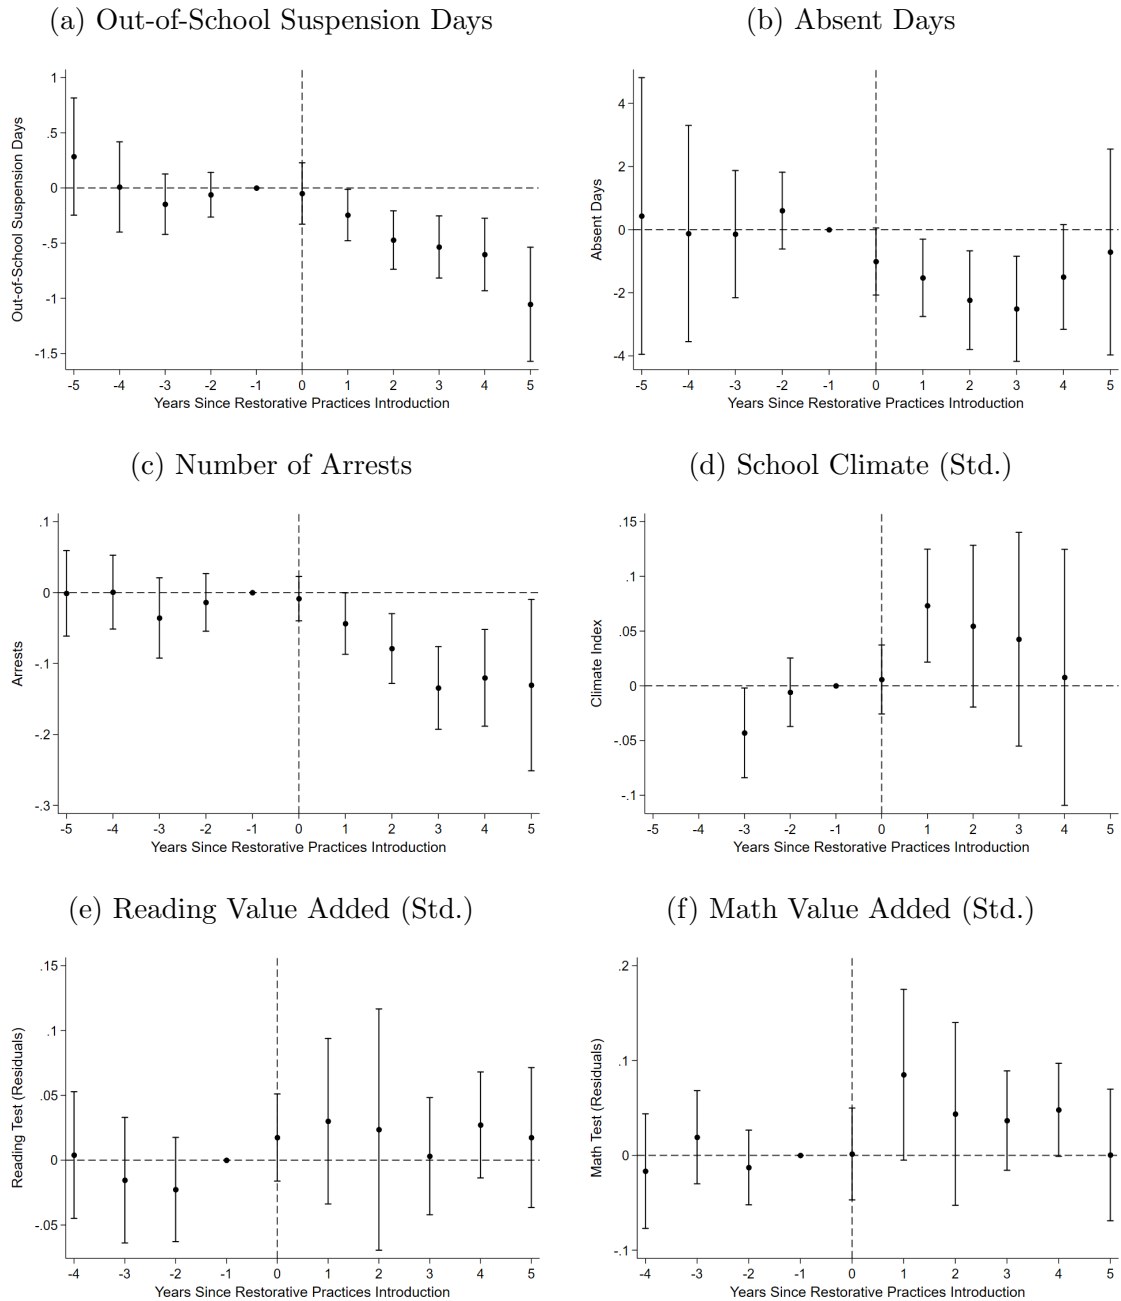 (a) Out-of-School Suspension Days
1
.5
0
-.5
-1
-1.5
Out-of-School Suspension Days
-5 -4 -3 -2 -1 0 1 2 3 4 5
Years Since Restorative Practices Introduction
(b) Absent Days
4
2
0
-2
-4
Absent Days
-5 -4 -3 -2 -1 0 1 2 3 4 5
Years Since Restorative Practices Introduction
(c) Number of Arrests
.1
0
-.1
-.2
-.3
Arrests
-5 -4 -3 -2 -1 0 1 2 3 4 5
Years Since Restorative Practices Introduction
(d) School Climate (Std.)
.15
.1
.05
0
-.05
-.1
Climate Index
-5 -4 -3 -2 -1 0 1 2 3 4 5
Years Since Restorative Practices Introduction
(e) Reading Value Added (Std.)
.15
.1
.05
0
-.05
Reading Test (Residuals)
-4 -3 -2 -1 0 1 2 3 4 5
Years Since Restorative Practices Introduction
(f) Math Value Added (Std.)
.2
.1
0
-.1
Math Test (Residuals)
-4 -3 -2 -1 0 1 2 3 4 5
Years Since Restorative Practices Introduction